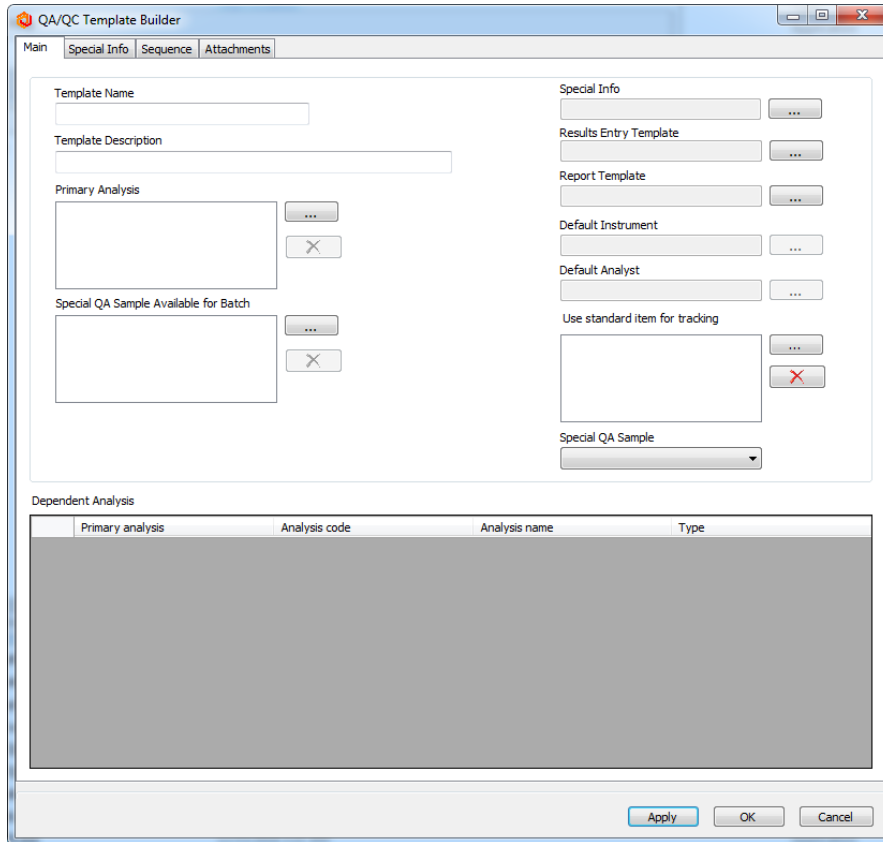 QA/QC Template Builder
Main Special Info Sequence Attachments
Template Name
Template Description
Primary Analysis
...
Special QA Sample Available for Batch
...
Special Info
...
Results Entry Template
...
Report Template
...
Default Instrument
...
Default Analyst
...
Use standard item for tracking
...
Special QA Sample
Dependent Analysis
Primary analysis Analysis code Analysis name Type
Apply OK Cancel